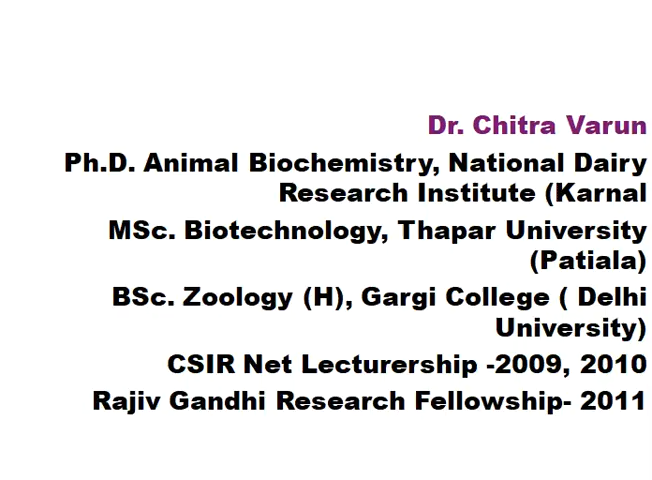 Dr. Chitra Varun
Ph.D. Animal Biochemistry, National Dairy
Research Institute (Karnal
MSc. Biotechnology, Thapar University
(Patiala)
BSc. Zoology (H), Gargi College ( Delhi
University)
CSIR Net Lecturership -2009, 2010
Rajiv Gandhi Research Fellowship- 2011